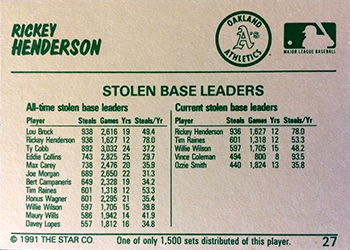 RICKEY
HENDERSON
OAKLAND
A's
ATHLETICS
MAJOR LEAGUE BASEBALL
STOLEN BASE LEADERS
All-time stolen base leaders
Player Steals Games Yrs Steals/Yr
Lou Brock 938 2,616 19 49.4
Rickey Henderson 936 1,627 12 78.0
Ty Cobb 892 3,032 24 37.2
Eddie Collins 743 2,825 25 29.7
Max Carey 738 2,476 20 35.9
Joe Morgan 689 2,650 22 31.3
Bert Campaneris 649 2,328 19 34.2
Tim Raines 601 1,318 12 53.3
Honus Wagner 601 2,295 21 35.4
Willie Wilson 597 1,705 15 39.8
Maury Wills 586 1,942 14 41.9
Davey Lopes 557 1,812 16 34.8
Current stolen base leaders
Player Steals Games Yrs Steals/Yr
Rickey Henderson 936 1,627 12 78.0
Tim Raines 601 1,318 12 53.3
Willie Wilson 597 1,705 15 48.2
Vince Coleman 494 800 8 93.5
Ozzie Smith 440 1,824 13 35.8
© 1991 THE STAR CO. One of only 1,500 sets distributed of this player. 27